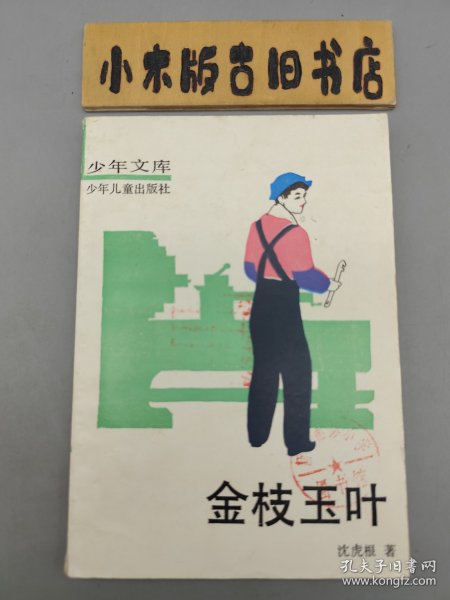 小木版古旧书店
少年文库
少年儿童出版社
金枝玉叶
沈虎根 著
孔夫子旧书网
www.kongfz.com